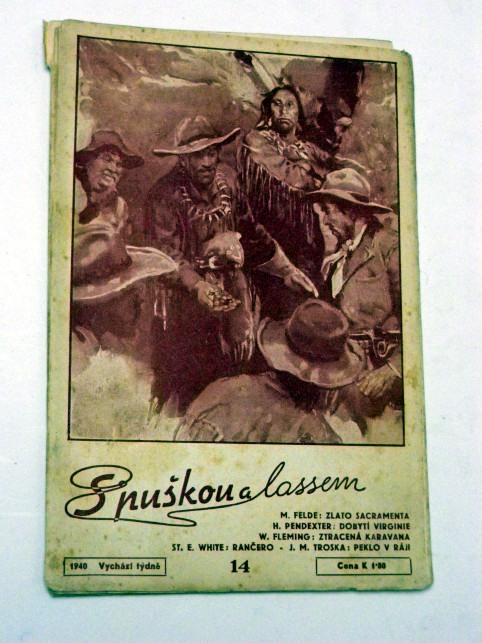 S puškou a lassem
M. FELDE: ZLATO SACRAMENTA
H. PENDEXTER: DOBYTÍ VIRGINIE
W. FLEMING: ZTRACENÁ KARAVANA
ST. E. WHITE: RANČERO - J. M. TROSKA: PEKLO V RÁJI
1940 Vychází týdně 14 Cena K 1·80